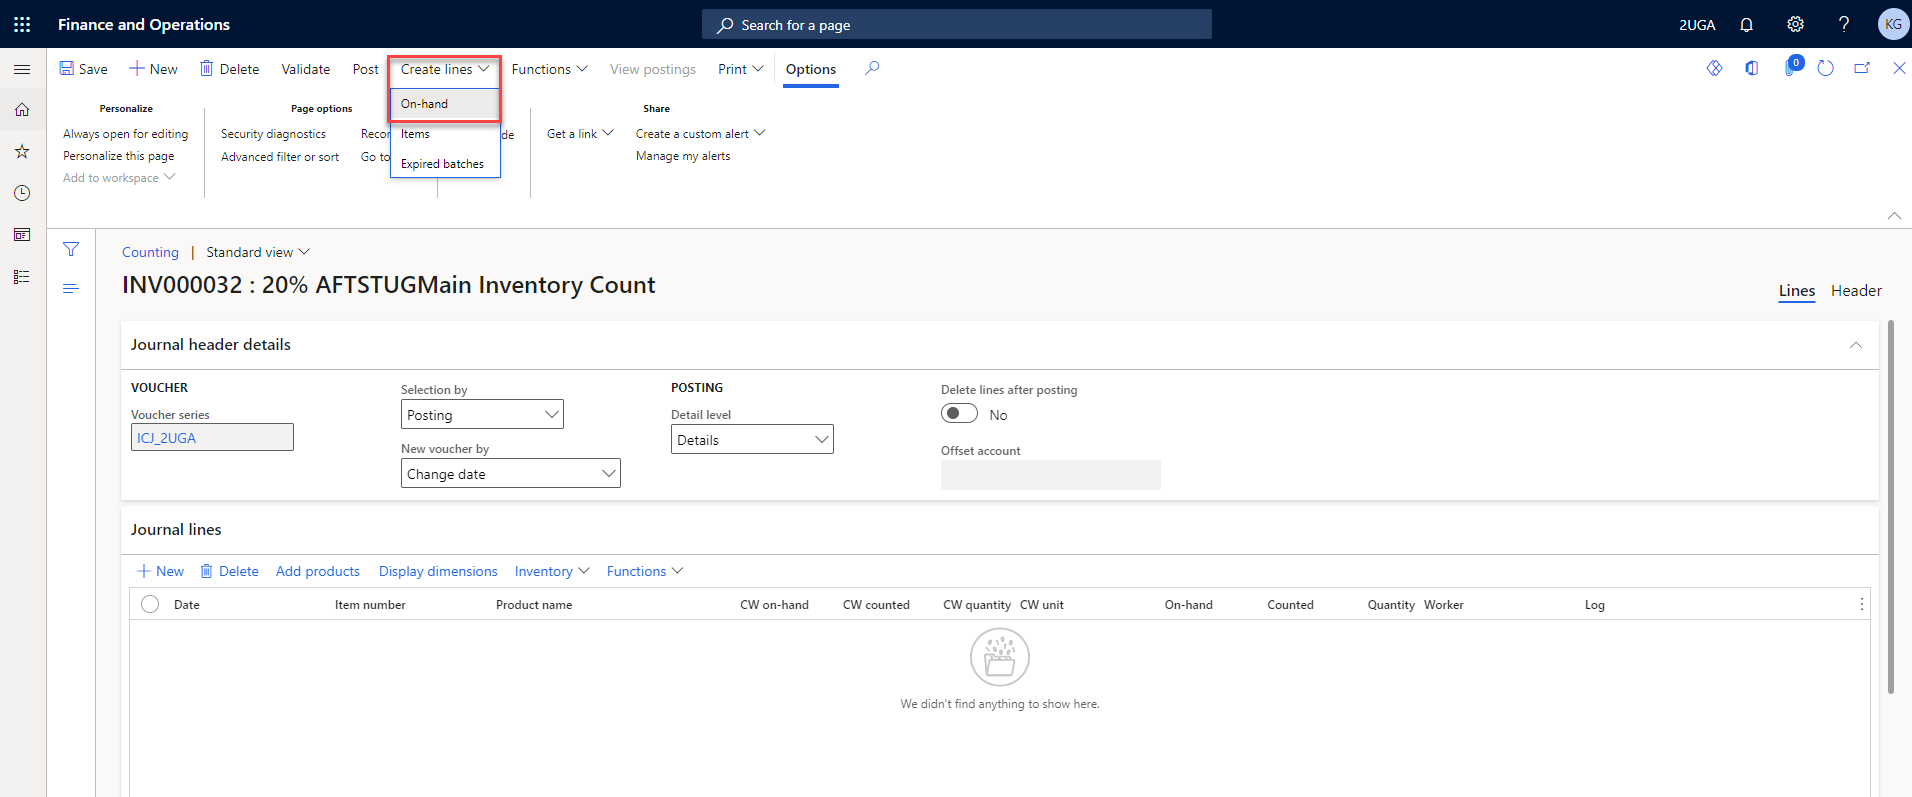 Finance and Operations
Search for a page
2UGA
KG
Save
New
Delete
Validate
Post
Create lines
Functions
View postings
Print
Options
0
On-hand
Items
Expired batches
Personalize
Always open for editing
Personalize this page
Add to workspace
Page options
Security diagnostics
Advanced filter or sort
Recor
Go to
de
Get a link
Share
Create a custom alert
Manage my alerts
Counting | Standard view
INV000032 : 20% AFTSTUGMain Inventory Count
Lines
Header
Journal header details
VOUCHER
Voucher series
ICJ_2UGA
Selection by
Posting
New voucher by
Change date
POSTING
Detail level
Details
Delete lines after posting
No
Offset account
Journal lines
New
Delete
Add products
Display dimensions
Inventory
Functions
Date
Item number
Product name
CW on-hand
CW counted
CW quantity
CW unit
On-hand
Counted
Quantity
Worker
Log
We didn't find anything to show here.